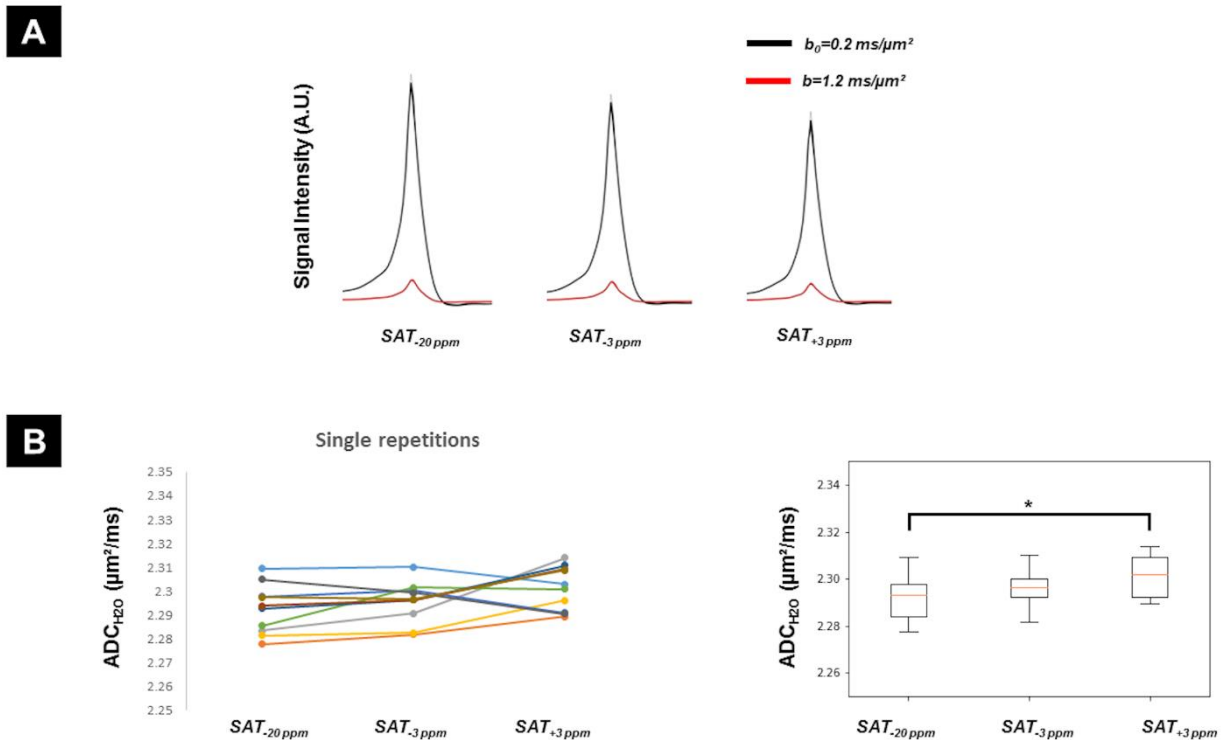 A
b₀=0.2 ms/µm²
b=1.2 ms/µm²
Signal Intensity (A.U.)
SAT-20 ppm
SAT-3 ppm
SAT+3 ppm
B
Single repetitions
ADCH2O (µm²/ms)
2.35
2.34
2.33
2.32
2.31
2.3
2.29
2.28
2.27
2.26
2.25
SAT-20 ppm
SAT-3 ppm
SAT+3 ppm
ADCH2O (µm²/ms)
2.34
2.32
2.30
2.28
2.26
*
SAT-20 ppm
SAT-3 ppm
SAT+3 ppm